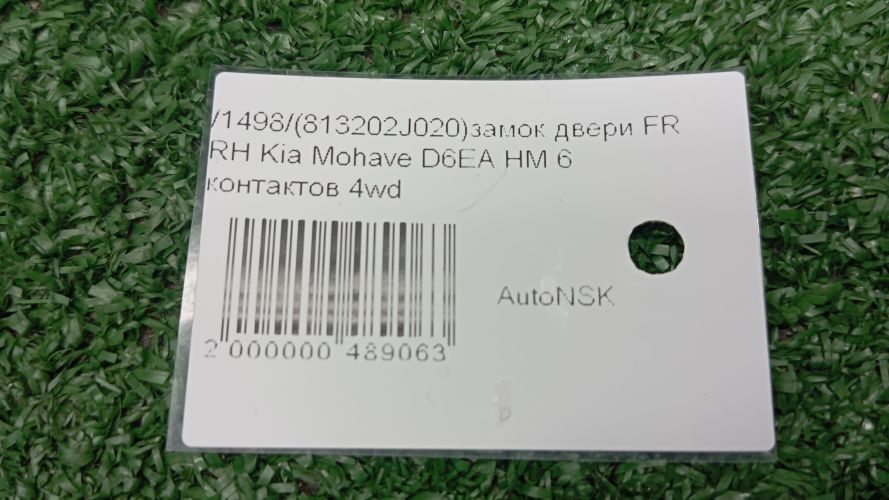 /1498/(813202J020)замок двери FR
RH Kia Mohave D6EA HM 6
контактов 4wd
AutoNSK
2 000000 489063